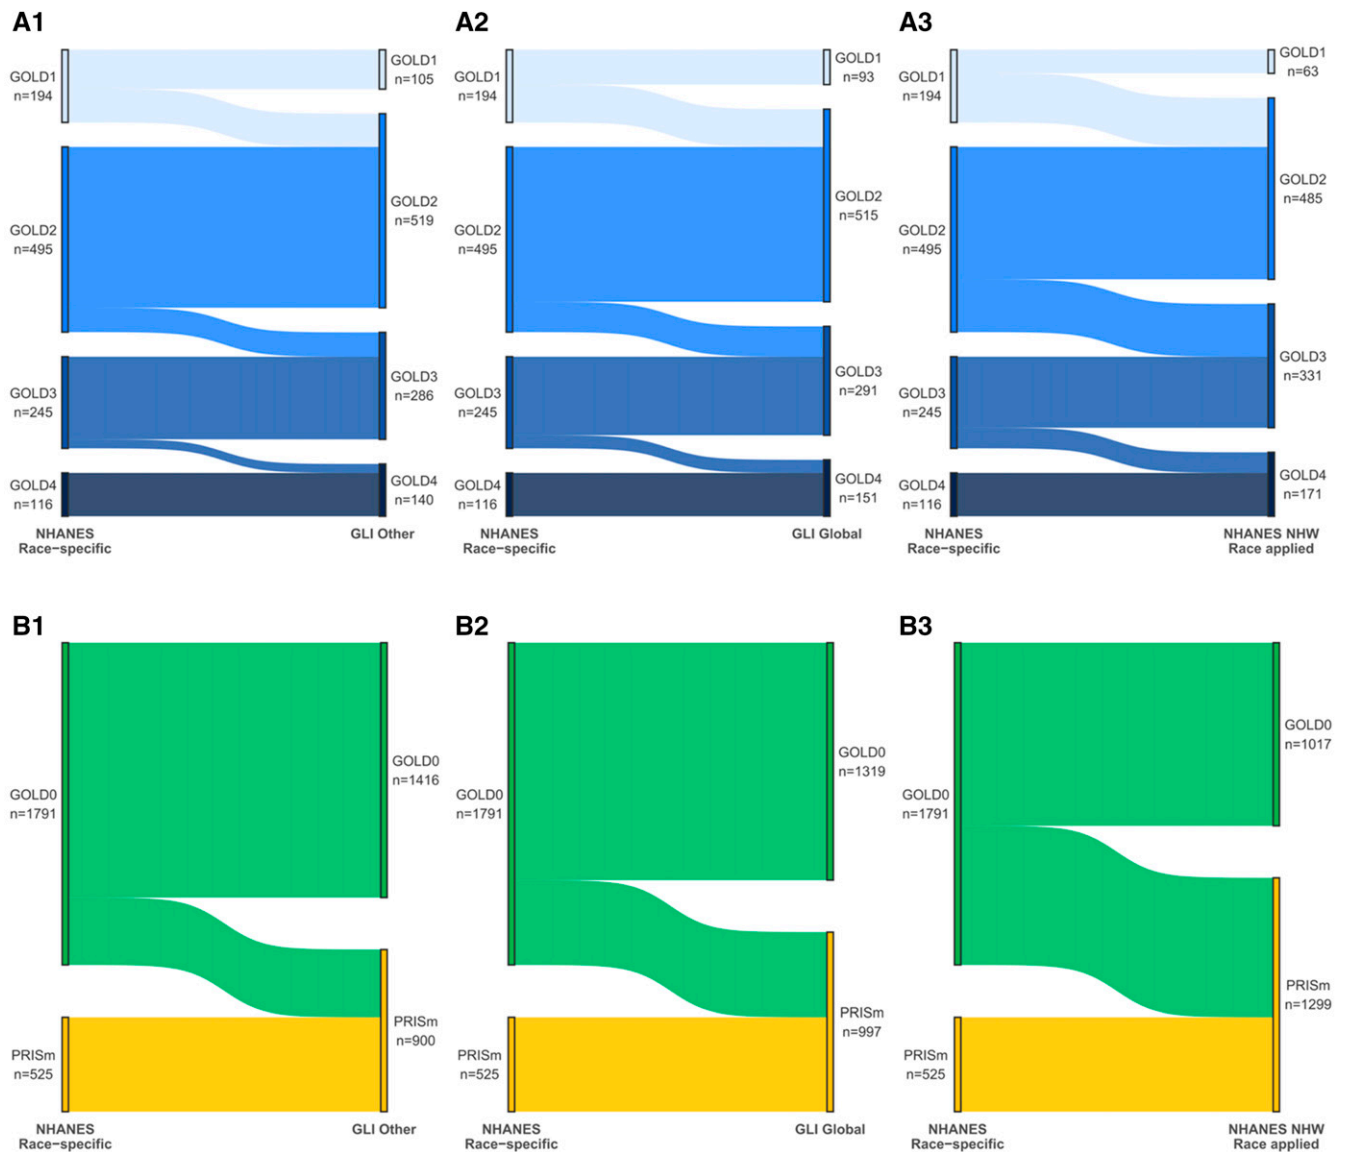 A1
GOLD1
n=194
GOLD2
n=495
GOLD3
n=245
GOLD4
n=116
NHANES
Race−specific
GOLD1
n=105
GOLD2
n=519
GOLD3
n=286
GOLD4
n=140
GLI Other
A2
GOLD1
n=194
GOLD2
n=495
GOLD3
n=245
GOLD4
n=116
NHANES
Race−specific
GOLD1
n=93
GOLD2
n=515
GOLD3
n=291
GOLD4
n=151
GLI Global
A3
GOLD1
n=194
GOLD2
n=495
GOLD3
n=245
GOLD4
n=116
NHANES
Race−specific
GOLD1
n=63
GOLD2
n=485
GOLD3
n=331
GOLD4
n=171
NHANES NHW
Race applied
B1
GOLD0
n=1791
PRISm
n=525
NHANES
Race−specific
GOLD0
n=1416
PRISm
n=900
GLI Other
B2
GOLD0
n=1791
PRISm
n=525
NHANES
Race−specific
GOLD0
n=1319
PRISm
n=997
GLI Global
B3
GOLD0
n=1791
PRISm
n=525
NHANES
Race−specific
GOLD0
n=1017
PRISm
n=1299
NHANES NHW
Race applied